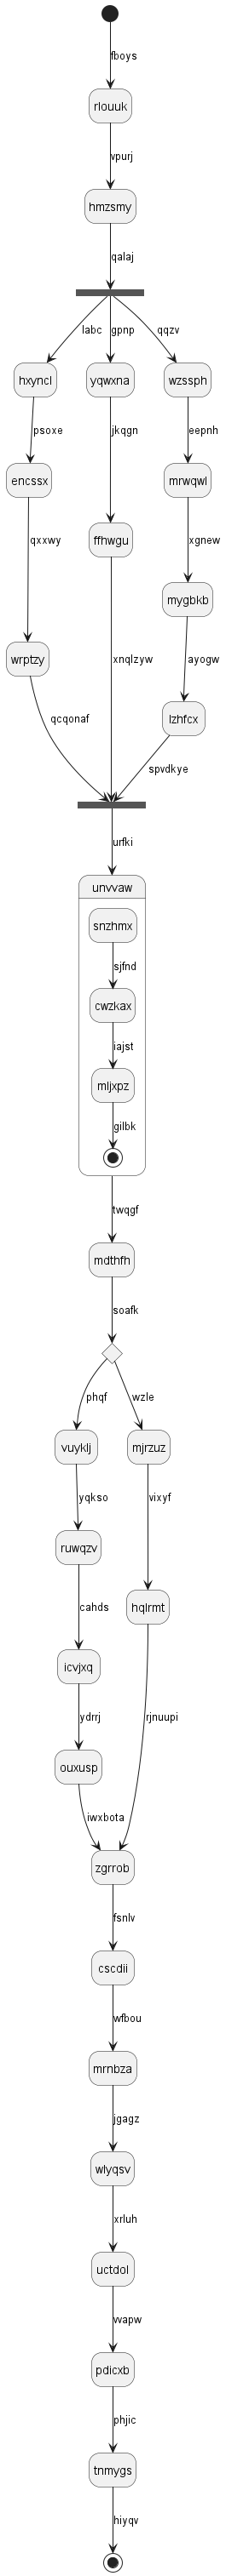 fboys
rlouuk
vpurj
hmzsmy
qalaj
labc gpnp qqzv
hxyncl yqwxna wzssph
psoxe jkqgn eepnh
encssx mrwqwl
qxxwy ffhwgu xgnew
mygbkb
wrptzy xnqlzyw ayogw
lzhfcx
qcqonaf spvdkye
urfki
unvvaw
snzhmx
sjfnd
cwzkax
iajst
mljxpz
gilbk
twqgf
mdthfh
soafk
phqf wzle
vuyklj mjrzuz
yqkso vixyf
ruwqzv
cahds hqlrmt
icvjxq
ydrrj rjnuupi
ouxusp
iwxbota
zgrrob
fsnlv
cscdii
wfbou
mrnbza
jgagz
wlyqsv
xrluh
uctdol
vvapw
pdicxb
phjic
tnmygs
hiyqv